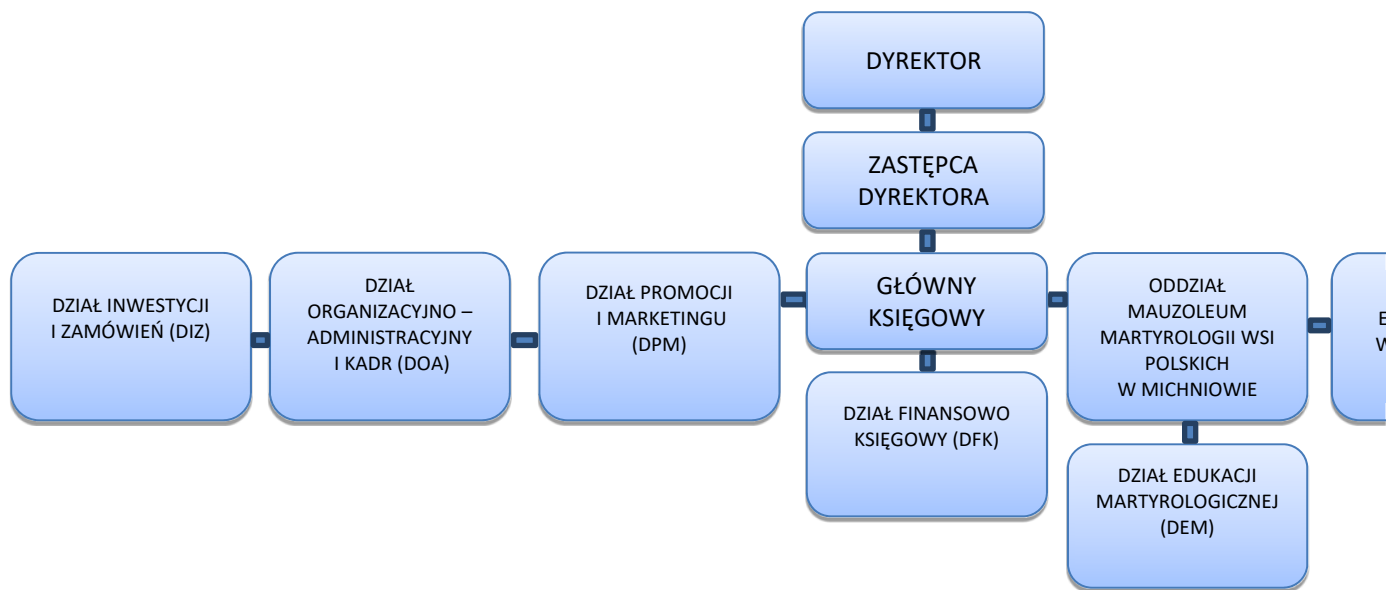 DYREKTOR
ZASTĘPCA
DYREKTORA
DZIAŁ INWESTYCJI
I ZAMÓWIEŃ (DIZ)
DZIAŁ
ORGANIZACYJNO –
ADMINISTRACYJNY
I KADR (DOA)
DZIAŁ PROMOCJI
I MARKETINGU
(DPM)
GŁÓWNY
KSIĘGOWY
ODDZIAŁ
MAUZOLEUM
MARTYROLOGII WSI
POLSKICH
W MICHNIOWIE
DZIAŁ FINANSOWO
KSIĘGOWY (DFK)
DZIAŁ EDUKACJI
MARTYROLOGICZNEJ
(DEM)